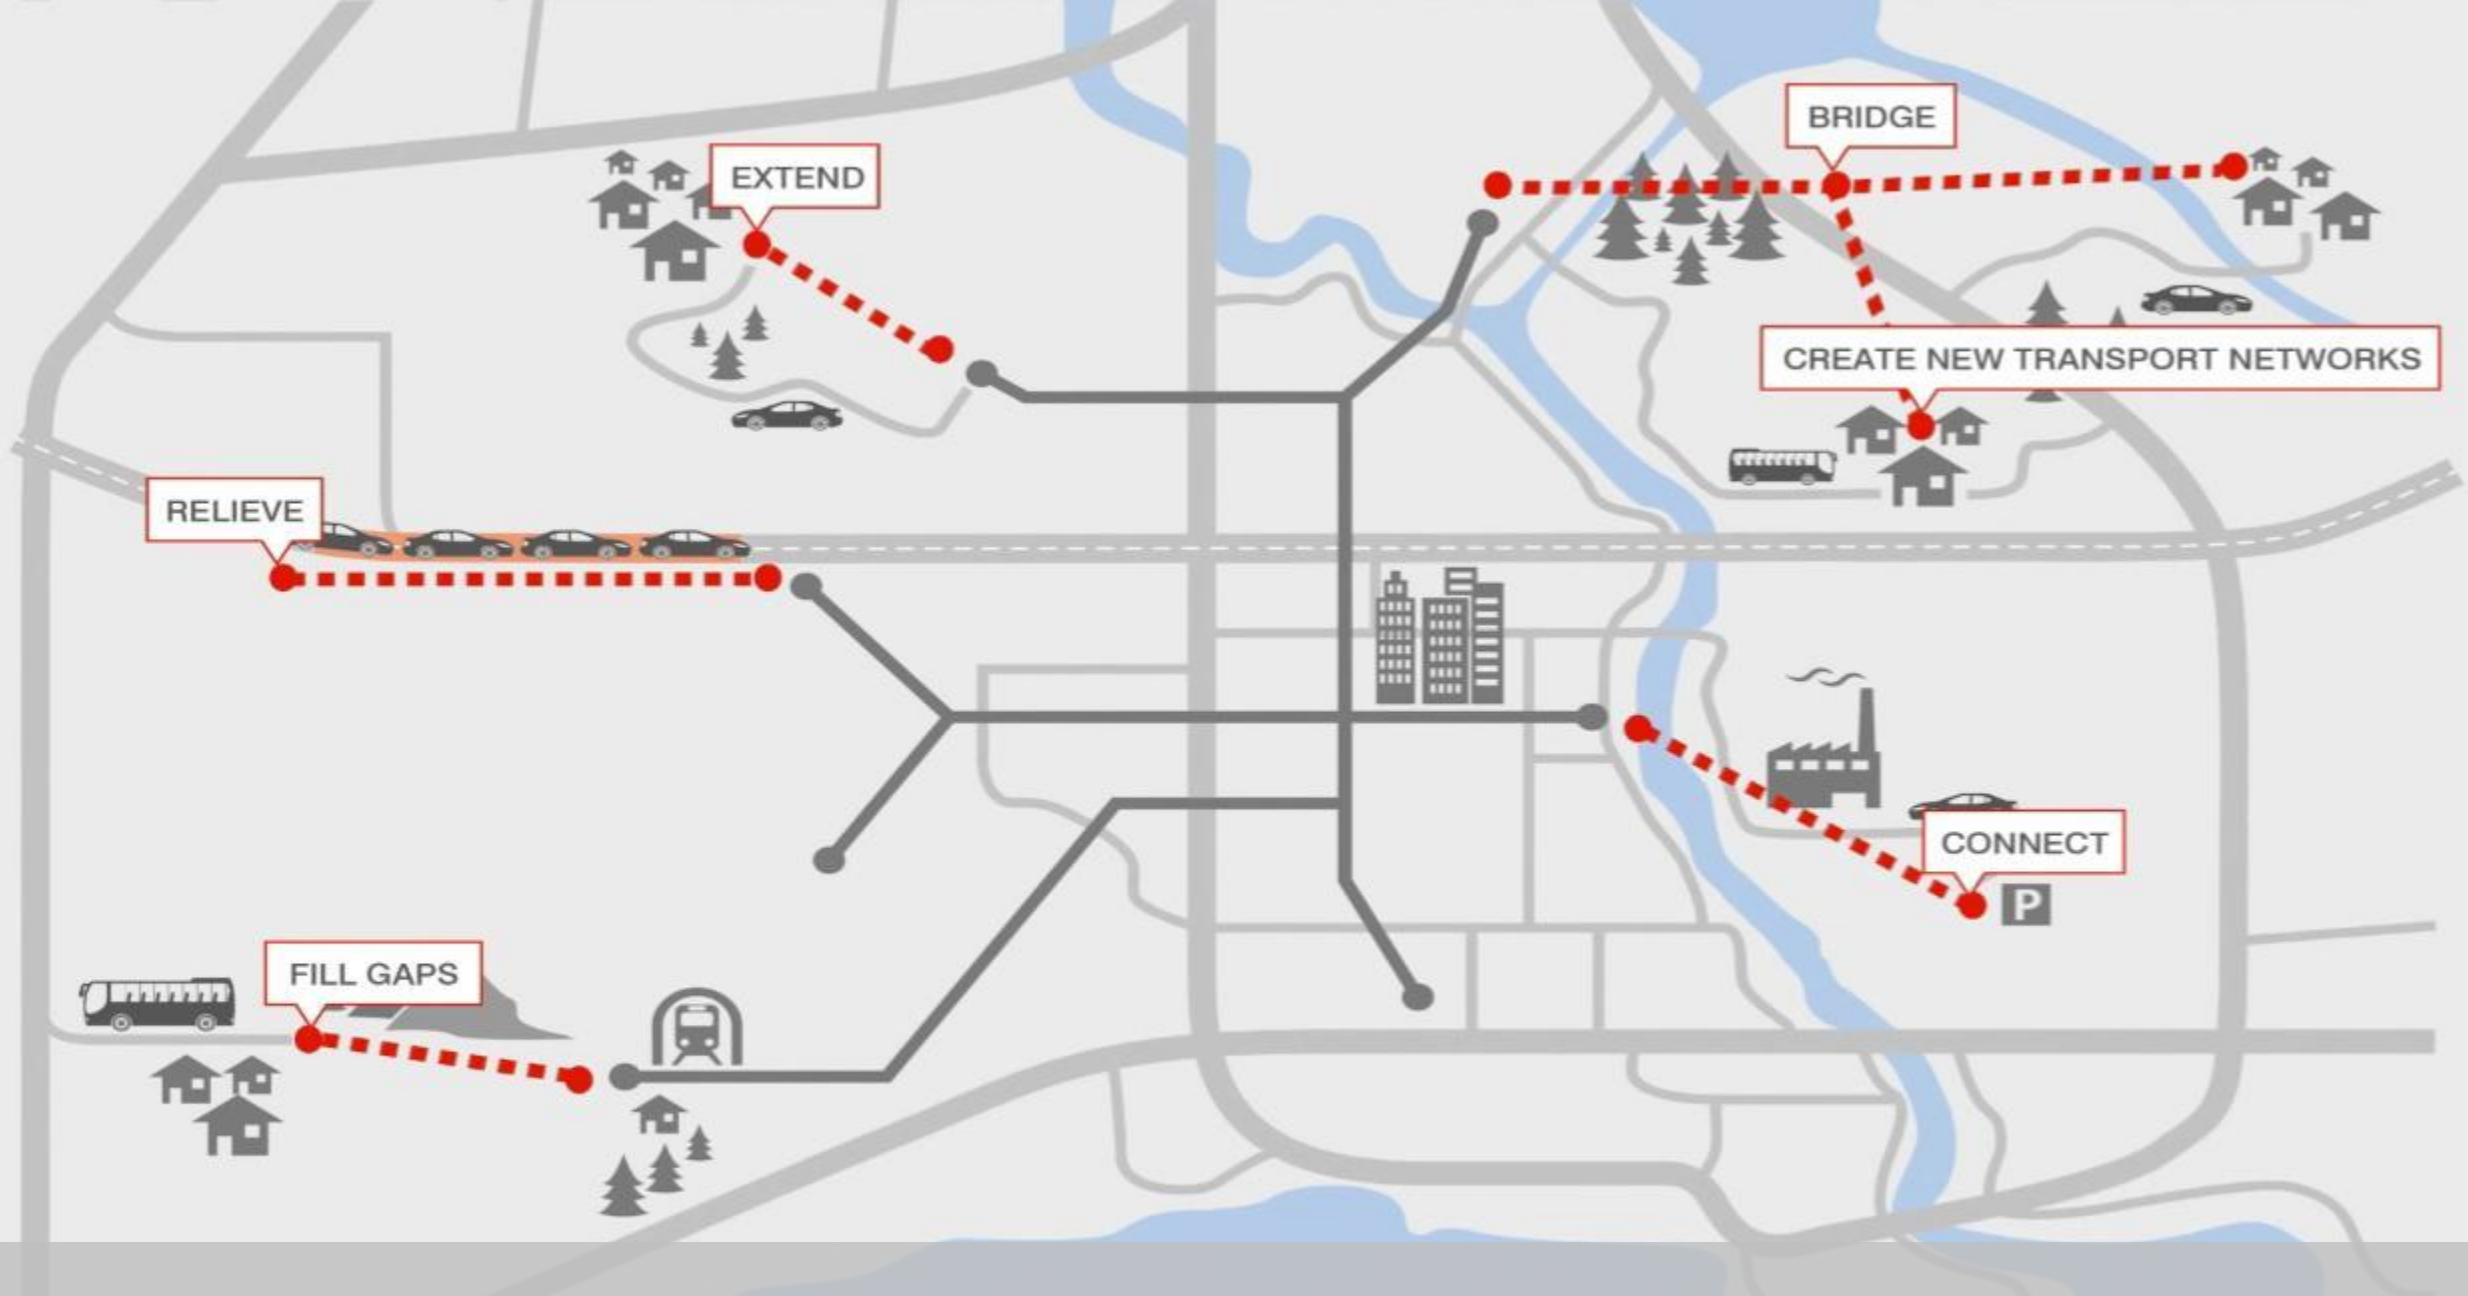 BRIDGE
EXTEND
CREATE NEW TRANSPORT NETWORKS
RELIEVE
CONNECT
P
FILL GAPS